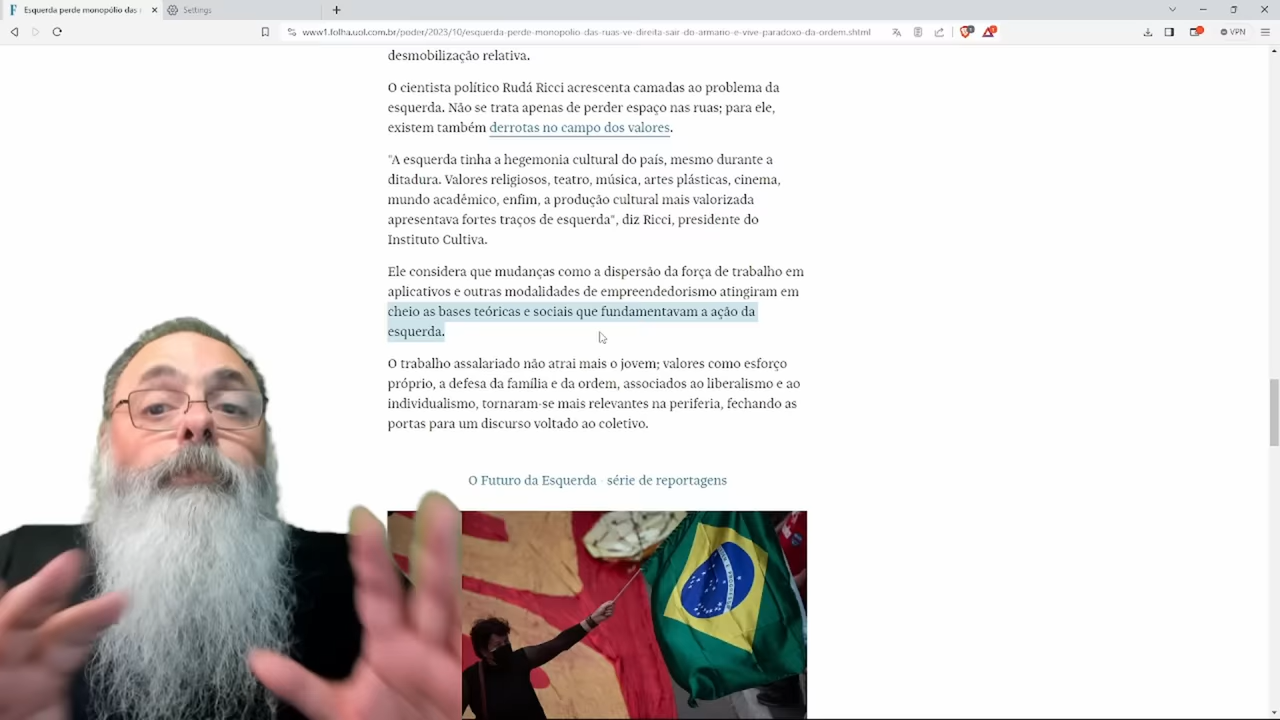 Esquerda perde monopólio das r
Settings
www1.folha.uol.com.br/poder/2023/10/esquerda-perde-monopolio-das-ruas-ve-direita-sair-do-armario-e-vive-paradoxo-da-ordem.shtml
VPN
desmobilização relativa.
O cientista político Rudá Ricci acrescenta camadas ao problema da
esquerda. Não se trata apenas de perder espaço nas ruas; para ele,
existem também derrotas no campo dos valores.
"A esquerda tinha a hegemonia cultural do país, mesmo durante a
ditadura. Valores religiosos, teatro, música, artes plásticas, cinema,
mundo acadêmico, enfim, a produção cultural mais valorizada
apresentava fortes traços de esquerda", diz Ricci, presidente do
Instituto Cultiva.
Ele considera que mudanças como a dispersão da força de trabalho em
aplicativos e outras modalidades de empreendedorismo atingiram em
cheio as bases teóricas e sociais que fundamentavam a ação da
esquerda.
O trabalho assalariado não atrai mais o jovem; valores como esforço
próprio, a defesa da família e da ordem, associados ao liberalismo e ao
individualismo, tornaram-se mais relevantes na periferia, fechando as
portas para um discurso voltado ao coletivo.
O Futuro da Esquerda - série de reportagens